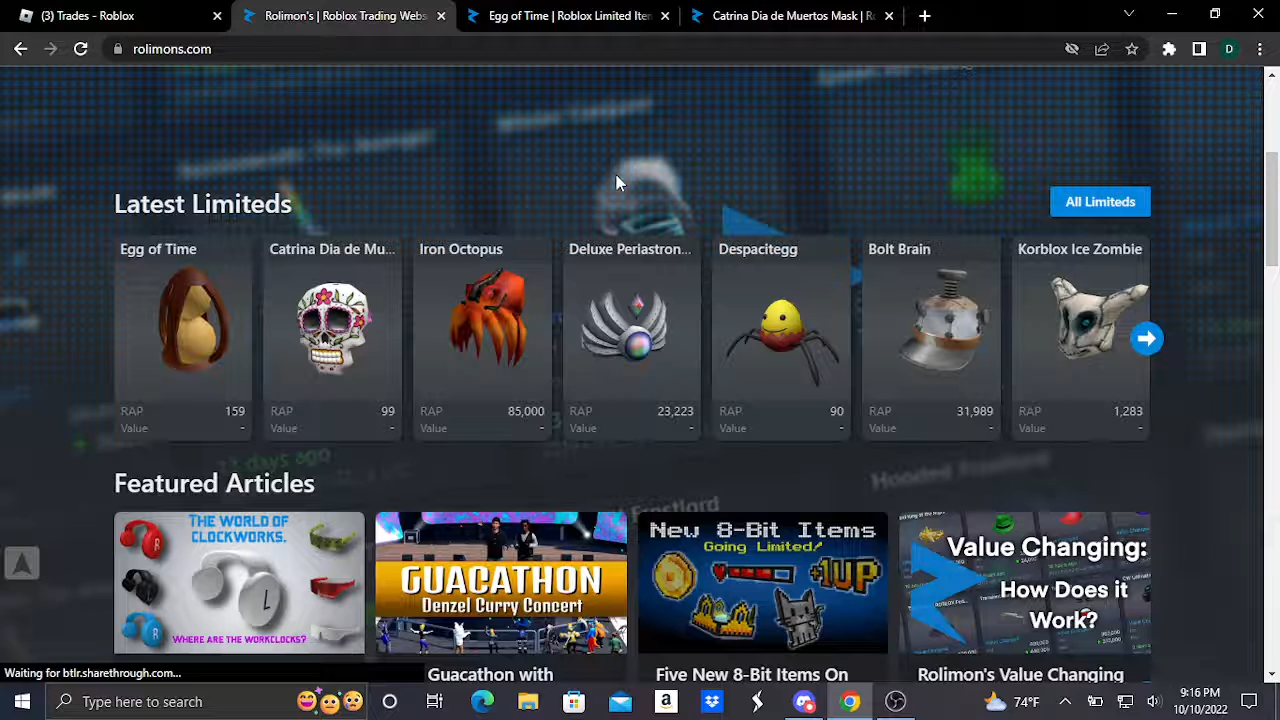 (3) Trades - Roblox
Rolimon's | Roblox Trading Webs
Egg of Time | Roblox Limited Iten
Catrina Dia de Muertos Mask | Ro
rolimons.com
D
Latest Limiteds
All Limiteds
Egg of Time
Catrina Dia de Mu...
Iron Octopus
Deluxe Periastron...
Despacitegg
Bolt Brain
Korblox Ice Zombie
RAP 159
Value -
RAP 99
Value -
RAP 85,000
Value -
RAP 23,223
Value -
RAP 90
Value -
RAP 31,989
Value -
RAP 1,283
Value -
days ago
Hooded Frostlord
Frostlord
Featured Articles
THE WORLD OF
CLOCKWORKS.
WHERE ARE THE WORKCLOCKS?
GUACATHON
Denzel Curry Concert
New 8-Bit Items
Going Limited!
+1UP
Value Changing:
How Does it
Work?
Guacathon with
Five New 8-Bit Items On
Rolimon's Value Changing
Waiting for btlr.sharethrough.com...
Type here to search
a
74°F
9:16 PM
10/10/2022